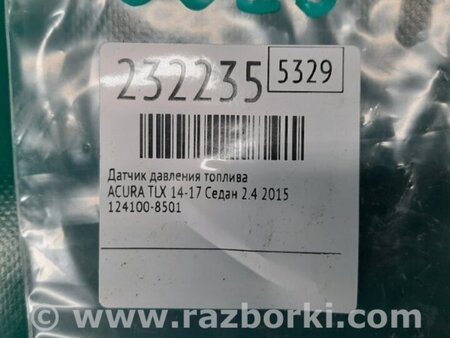 232235 5329
Датчик давления топлива
ACURA TLX 14-17 Седан 2.4 2015
124100-8501
© www.razborki.com